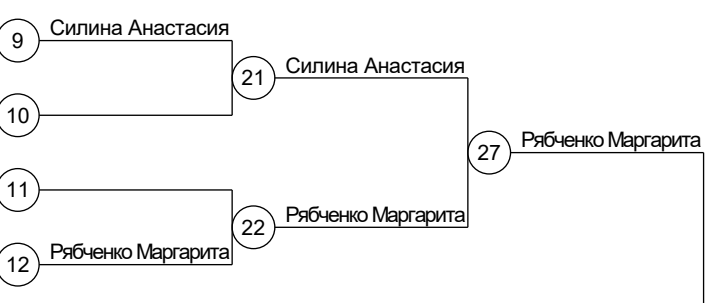 9 Силина Анастасия
21 Силина Анастасия
10
27 Рябченко Маргарита
11
22 Рябченко Маргарита
12 Рябченко Маргарита